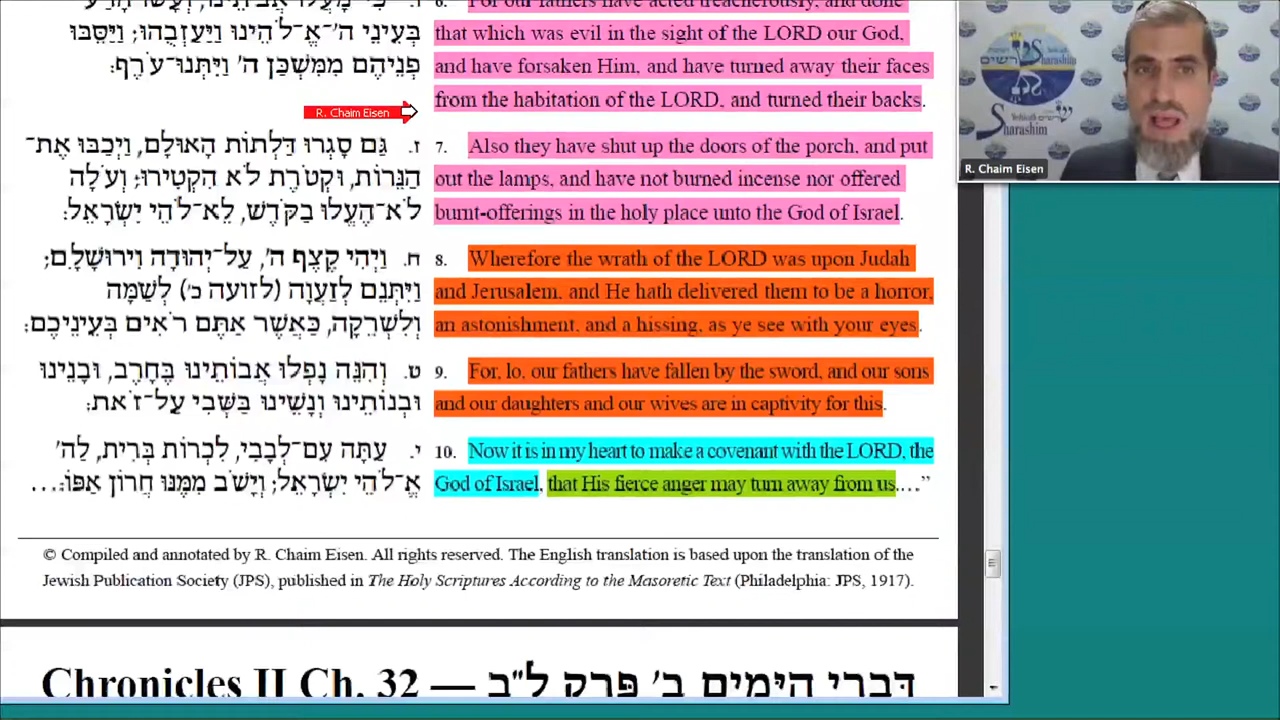 ו. כִּי מָעֲלוּ אֲבֹתֵינוּ, וְעָשׂוּ הָרַע
בְּעֵינֵי ה'־אֱ־לֹהֵינוּ וַיַּעַזְבֻהוּ; וַיַּסֵּבּוּ
פְנֵיהֶם מִמִּשְׁכַּן ה' וַיִּתְּנוּ־עֹרֶף:
6. For our fathers have acted treacherously, and done
that which was evil in the sight of the LORD our God,
and have forsaken Him, and have turned away their faces
from the habitation of the LORD, and turned their backs.
R. Chaim Eisen
ז. גַּם סָגְרוּ דַּלְתוֹת הָאוּלָם, וַיְכַבּוּ אֶת־
הַנֵּרוֹת, וּקְטֹרֶת לֹא הִקְטִירוּ; וְעֹלָה
לֹא־הֶעֱלוּ בַקֹּדֶשׁ, לֵא־לֹהֵי יִשְׂרָאֵל:
7. Also they have shut up the doors of the porch, and put
out the lamps, and have not burned incense nor offered
burnt-offerings in the holy place unto the God of Israel.
ח. וַיְהִי קֶצֶף ה', עַל־יְהוּדָה וִירוּשָׁלָםִ;
וַיִּתְּנֵם לְזַעֲוָה (לזועה כ') לְשַׁמָּה
וְלִשְׁרֵקָה, כַּאֲשֶׁר אַתֶּם רֹאִים בְּעֵינֵיכֶם:
8. Wherefore the wrath of the LORD was upon Judah
and Jerusalem, and He hath delivered them to be a horror,
an astonishment, and a hissing, as ye see with your eyes.
ט. וְהִנֵּה נָפְלוּ אֲבוֹתֵינוּ בֶּחָרֶב, וּבָנֵינוּ
וּבְנוֹתֵינוּ וְנָשֵׁינוּ בַּשְּׁבִי עַל־זֹאת:
9. For, lo, our fathers have fallen by the sword, and our sons
and our daughters and our wives are in captivity for this.
י. עַתָּה עִם־לְבָבִי, לִכְרוֹת בְּרִית, לַה'
אֱ־לֹהֵי יִשְׂרָאֵל; וְיָשֹׁב מִמֶּנּוּ חֲרוֹן אַפּוֹ:...
10. Now it is in my heart to make a covenant with the LORD, the
God of Israel, that His fierce anger may turn away from us....”
© Compiled and annotated by R. Chaim Eisen. All rights reserved. The English translation is based upon the translation of the
Jewish Publication Society (JPS), published in The Holy Scriptures According to the Masoretic Text (Philadelphia: JPS, 1917).
Chronicles II Ch. 32 — דִּבְרֵי הַיָּמִים ב' פֶּרֶק ל"ב
Sharashim
R. Chaim Eisen